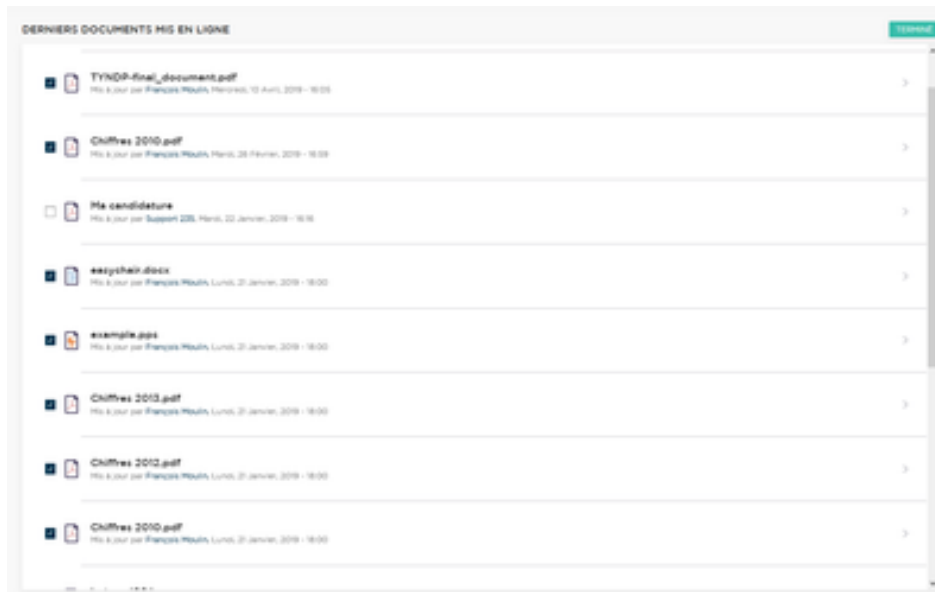 DERNIERS DOCUMENTS MIS EN LIGNE
TERMINÉ
TYNDP-final_document.pdf
Mis à jour par François Moulin, Mercredi, 10 Avril, 2019 - 16:05
Chiffres 2010.pdf
Mis à jour par François Moulin, Mardi, 26 Février, 2019 - 16:59
Ma candidature
Mis à jour par Support 235, Mardi, 22 Janvier, 2019 - 16:16
easychair.docx
Mis à jour par François Moulin, Lundi, 21 Janvier, 2019 - 18:00
example.pps
Mis à jour par François Moulin, Lundi, 21 Janvier, 2019 - 18:00
Chiffres 2013.pdf
Mis à jour par François Moulin, Lundi, 21 Janvier, 2019 - 18:00
Chiffres 2012.pdf
Mis à jour par François Moulin, Lundi, 21 Janvier, 2019 - 18:00
Chiffres 2010.pdf
Mis à jour par François Moulin, Lundi, 21 Janvier, 2019 - 18:00